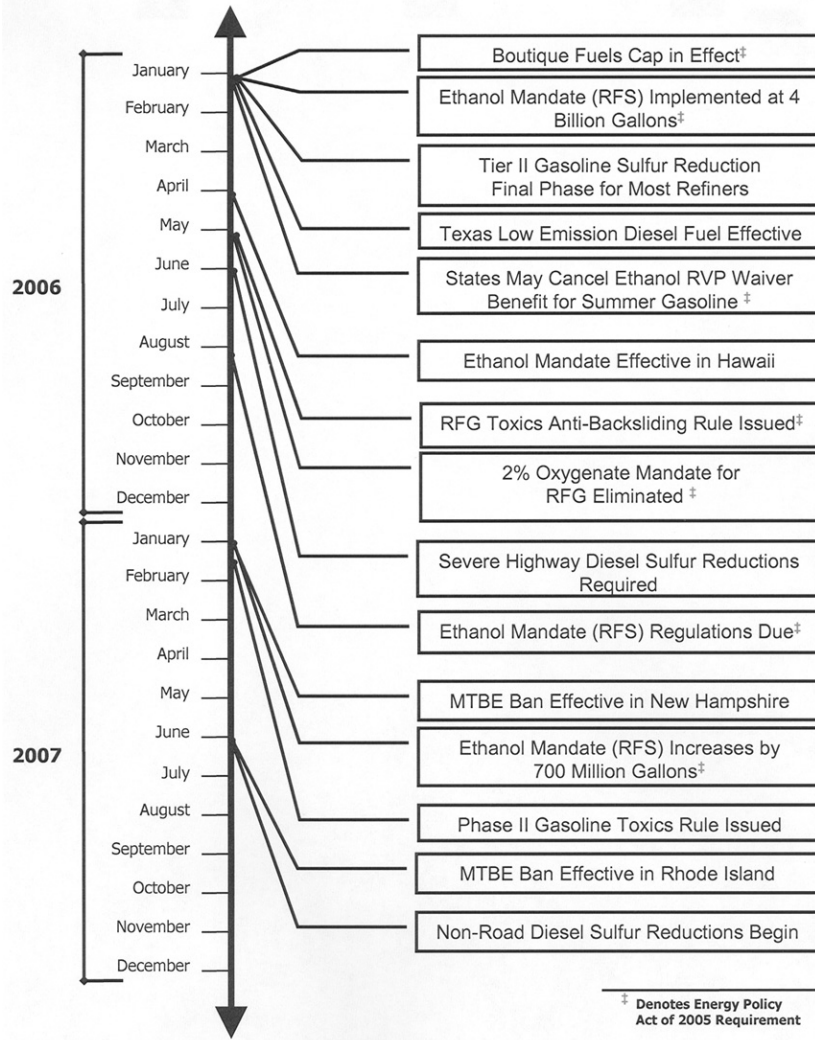 Boutique Fuels Cap in Effect‡
January
Ethanol Mandate (RFS) Implemented at 4
Billion Gallons‡
February
March
Tier II Gasoline Sulfur Reduction
Final Phase for Most Refiners
April
May
Texas Low Emission Diesel Fuel Effective
June
States May Cancel Ethanol RVP Waiver
Benefit for Summer Gasoline ‡
2006
July
August
Ethanol Mandate Effective in Hawaii
September
October
RFG Toxics Anti-Backsliding Rule Issued‡
November
2% Oxygenate Mandate for
RFG Eliminated ‡
December
January
Severe Highway Diesel Sulfur Reductions
Required
February
March
Ethanol Mandate (RFS) Regulations Due‡
April
May
MTBE Ban Effective in New Hampshire
June
2007
Ethanol Mandate (RFS) Increases by
700 Million Gallons‡
July
August
Phase II Gasoline Toxics Rule Issued
September
October
MTBE Ban Effective in Rhode Island
November
Non-Road Diesel Sulfur Reductions Begin
December
‡ Denotes Energy Policy
Act of 2005 Requirement